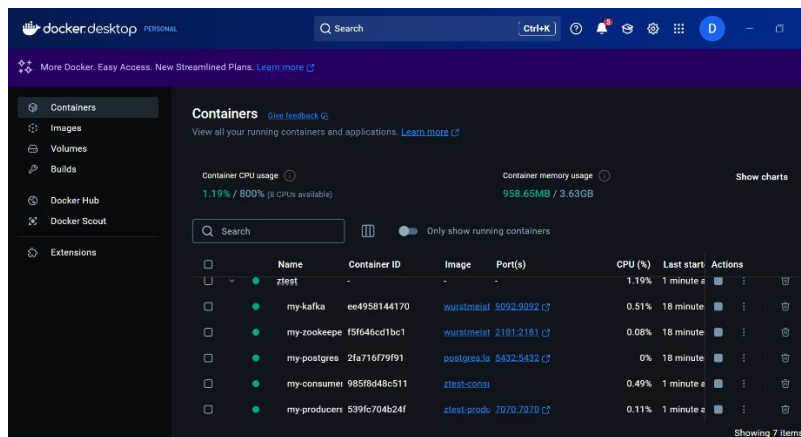 docker.desktop PERSONAL
Search Ctrl+K
5
D
More Docker. Easy Access. New Streamlined Plans. Learn more
Containers
Images
Volumes
Builds
Docker Hub
Docker Scout
Extensions
Containers Give feedback
View all your running containers and applications. Learn more
Container CPU usage
1.19% / 800% (8 CPUs available)
Container memory usage
958.65MB / 3.63GB
Show charts
Search
Only show running containers
Name Container ID Image Port(s) CPU (%) Last start Actions
ztest - - - 1.19% 1 minute a
my-kafka ee4958144170 wurstmeist 9092:9092 0.51% 18 minute
my-zookeepe f5f646cd1bc1 wurstmeist 2181:2181 0.08% 18 minute
my-postgres 2fa716f79f91 postgres:la 5432:5432 0% 18 minute
my-consumer 985f8d48c511 ztest-consu 0.49% 1 minute a
my-producers 539fc704b24f ztest-produ 7070:7070 0.11% 1 minute a
Showing 7 items